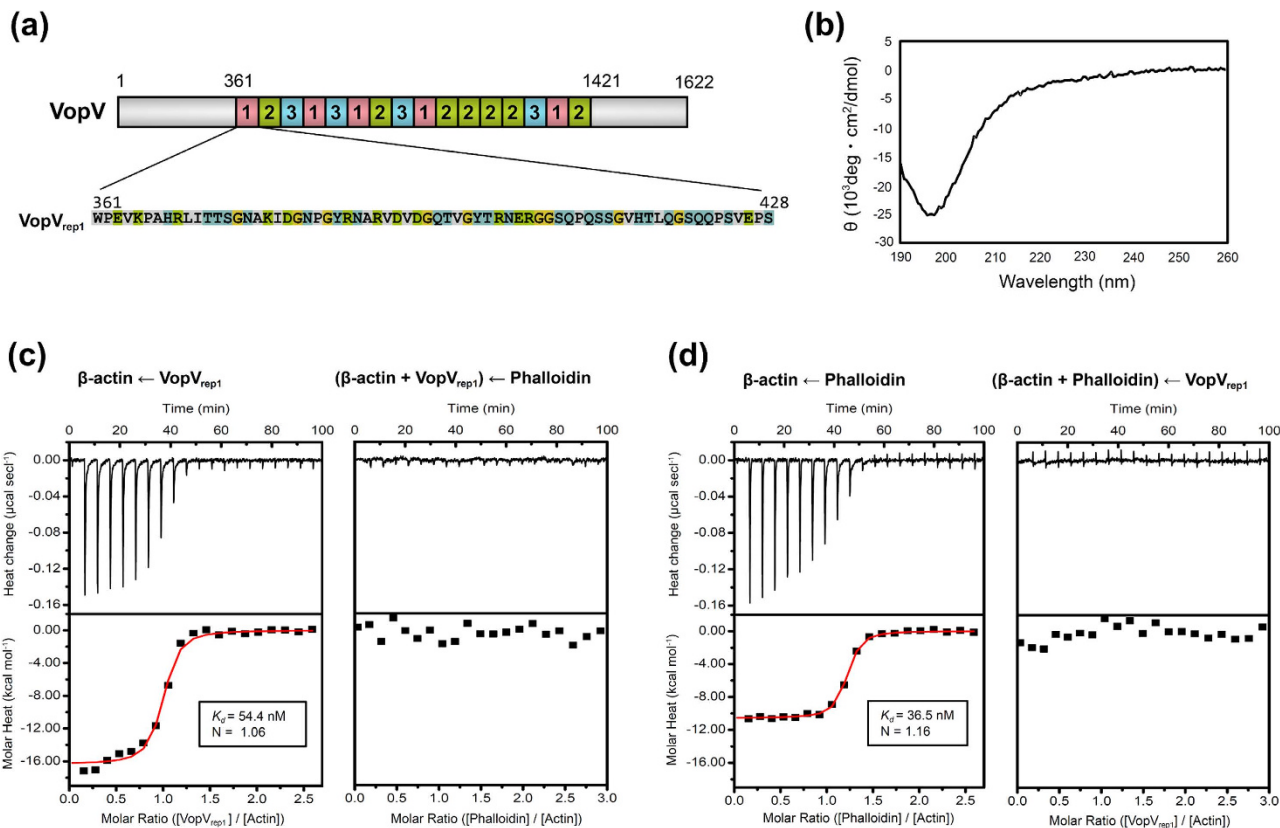 (a)
1 361 1421 1622
VopV 1 2 3 1 3 1 2 3 1 2 2 2 2 3 1 2
361 428
VopVrep1 WPEVKPAHRLITTSGNAKIDGNPGYRNARVDVDGQTVGYTRNERGGSQPQSSGVHTLQGSQQPSVEPS
(b)
θ (10³deg・cm²/dmol)
5
0
-5
-10
-15
-20
-25
-30
190 200 210 220 230 240 250 260
Wavelength (nm)
(c)
β-actin ← VopVrep1
Time (min)
0 20 40 60 80 100
Heat change (µcal secl⁻¹)
0.00
-0.04
-0.08
-0.12
-0.16
Molar Heat (kcal mol⁻¹)
0.00
-4.00
-8.00
-12.00
-16.00
Kd = 54.4 nM
N = 1.06
0.0 0.5 1.0 1.5 2.0 2.5
Molar Ratio ([VopVrep1] / [Actin])
(β-actin + VopVrep1) ← Phalloidin
Time (min)
0 20 40 60 80 100
0.0 0.5 1.0 1.5 2.0 2.5 3.0
Molar Ratio ([Phalloidin] / [Actin])
(d)
β-actin ← Phalloidin
Time (min)
0 20 40 60 80 100
Heat change (µcal secl⁻¹)
0.00
-0.04
-0.08
-0.12
-0.16
Molar Heat (kcal mol⁻¹)
0.00
-4.00
-8.00
-12.00
-16.00
Kd = 36.5 nM
N = 1.16
0.0 0.5 1.0 1.5 2.0 2.5
Molar Ratio ([Phalloidin] / [Actin])
(β-actin + Phalloidin) ← VopVrep1
Time (min)
0 20 40 60 80 100
0.0 0.5 1.0 1.5 2.0 2.5 3.0
Molar Ratio ([VopVrep1] / [Actin])